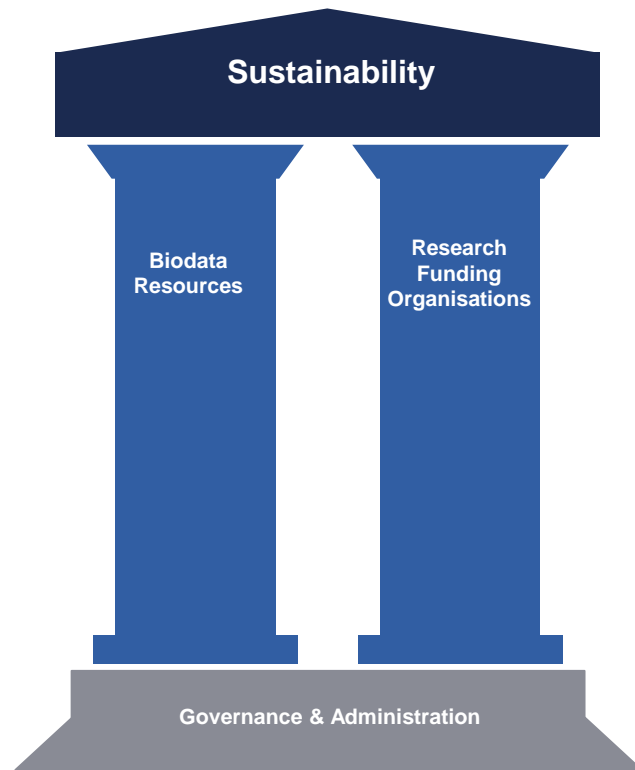 Sustainability
Biodata
Resources
Research
Funding
Organisations
Governance & Administration